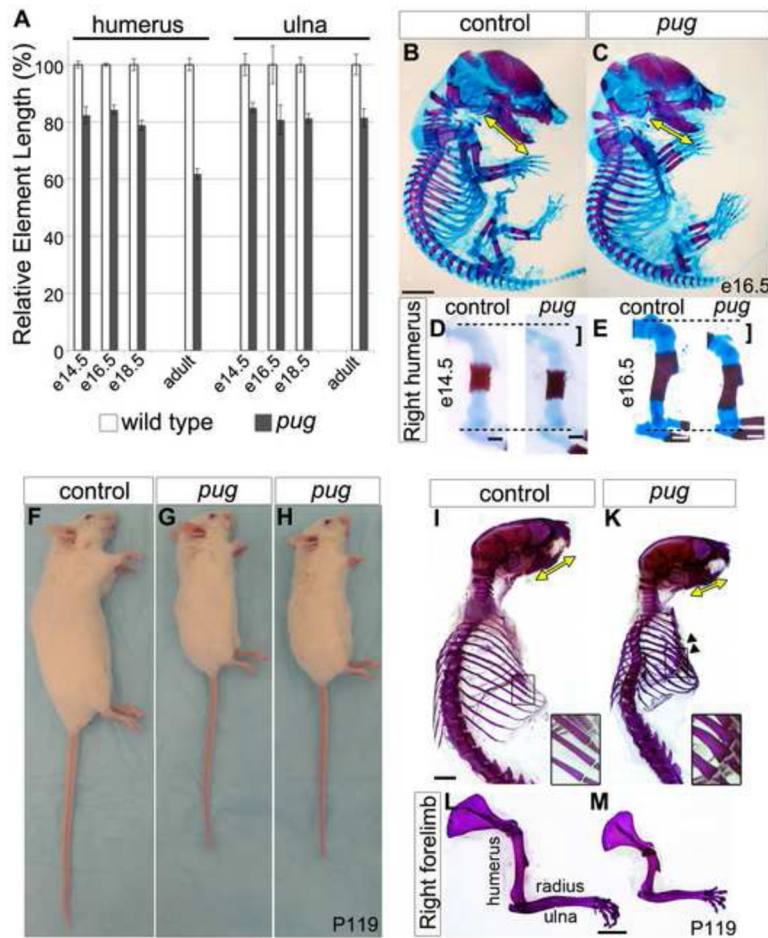 A
humerus ulna
Relative Element Length (%)
100
80
60
40
20
0
e14.5 e16.5 e18.5 adult e14.5 e16.5 e18.5 adult
wild type pug
control pug
B C
e16.5
Right humerus
control pug control pug
D E
e14.5 e16.5
control pug pug
F G H
P119
control pug
I K
Right forelimb
L M
humerus
radius
ulna
P119